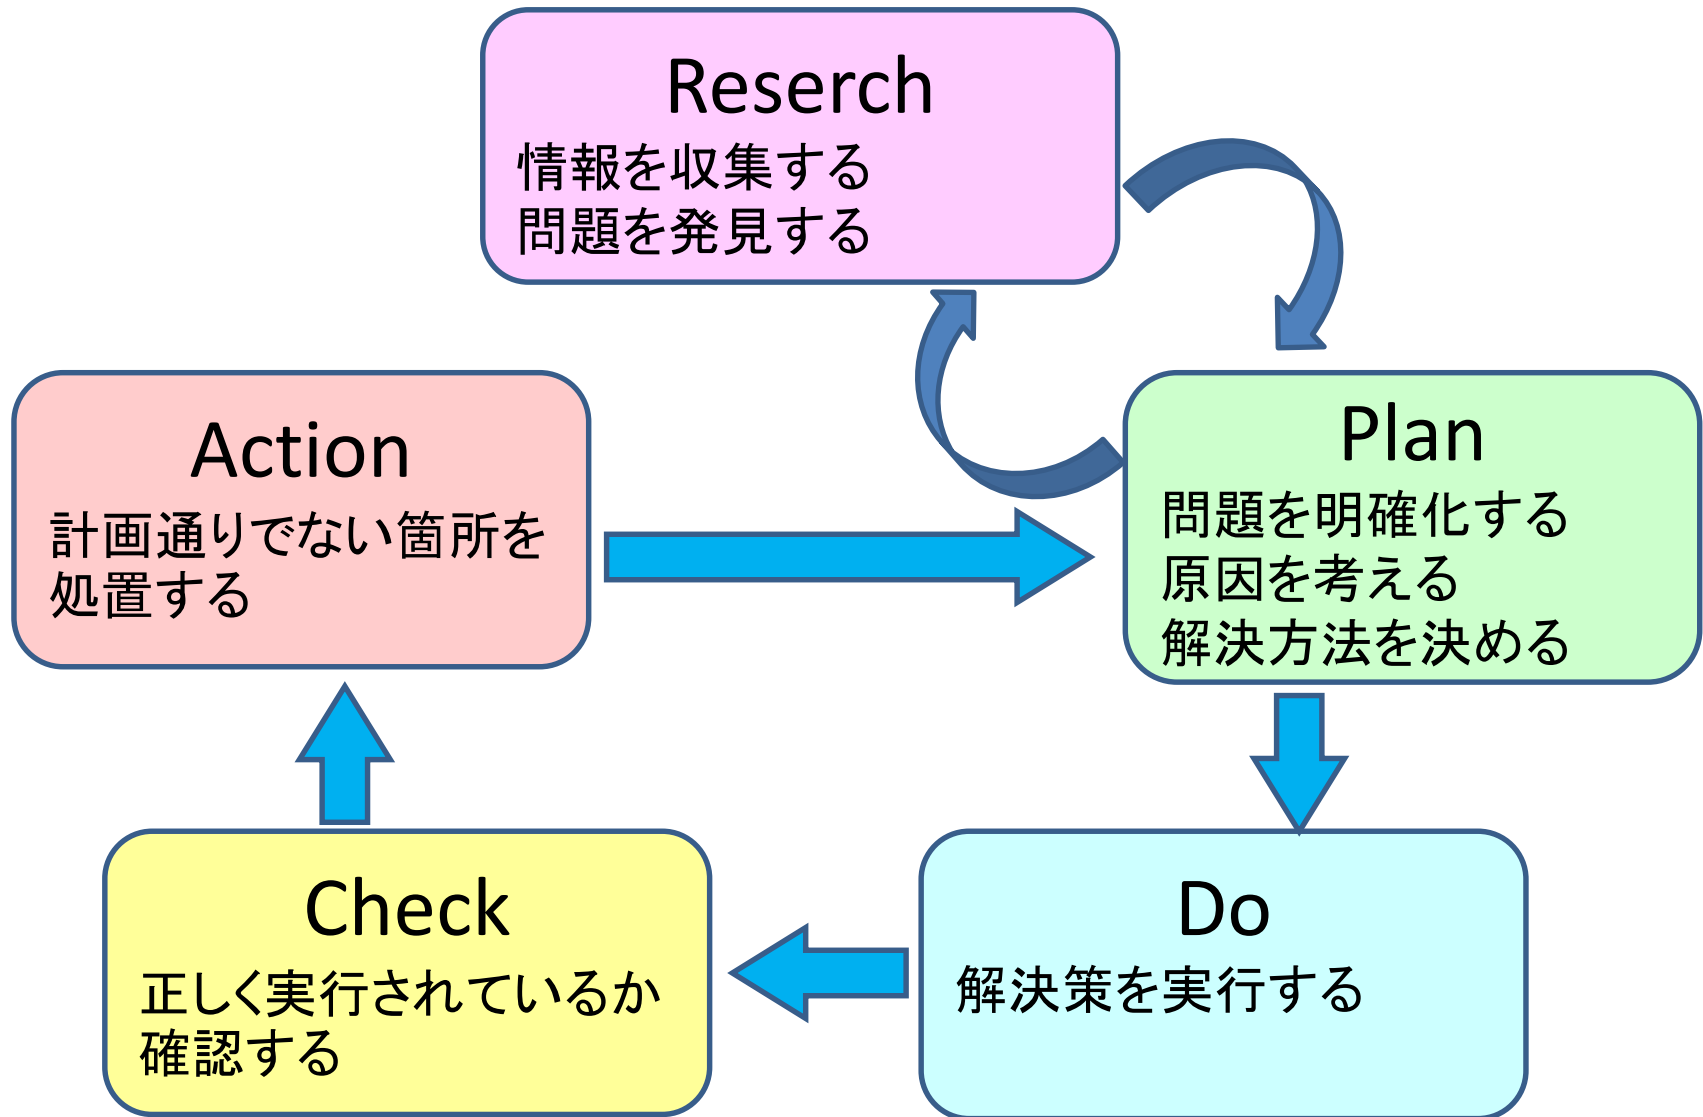 Reserch
情報を収集する
問題を発見する
Action
計画通りでない箇所を
処置する
Plan
問題を明確化する
原因を考える
解決方法を決める
Check
正しく実行されているか
確認する
Do
解決策を実行する